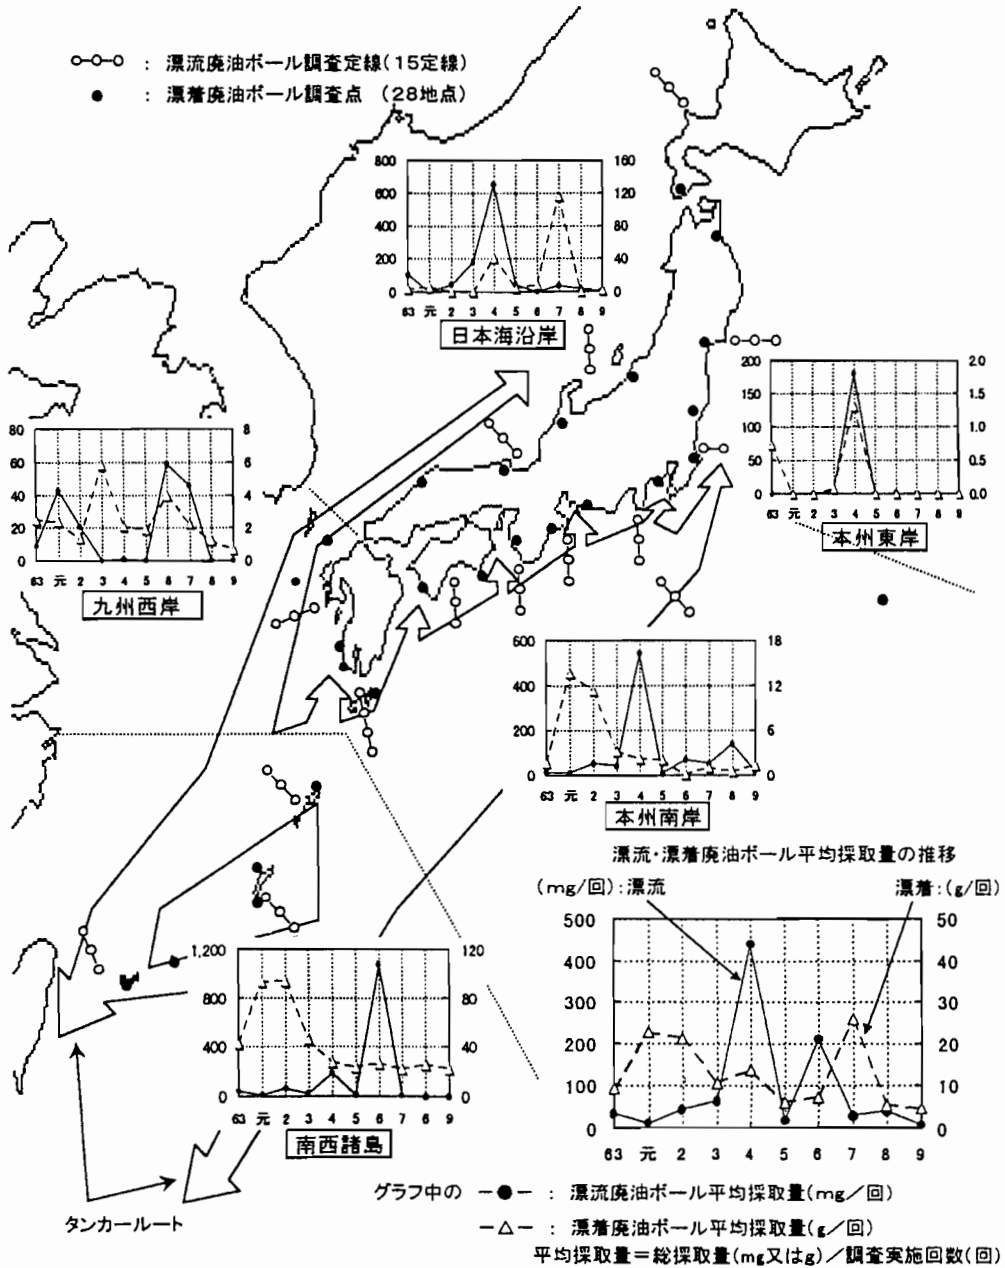 ○-○-○ : 漂流廃油ボール調査定線(15定線)
● : 漂着廃油ボール調査点 (28地点)
800 600 400 200 0
160 120 80 40 0
63 元 2 3 4 5 6 7 8 9
日本海沿岸
200 150 100 50 0
2.0 1.5 1.0 0.5 0.0
63 元 2 3 4 5 6 7 8 9
本州東岸
80 60 40 20 0
8 6 4 2 0
63 元 2 3 4 5 6 7 8 9
九州西岸
600 400 200 0
18 12 6 0
63 元 2 3 4 5 6 7 8 9
本州南岸
1,200 800 400 0
120 80 40 0
63 元 2 3 4 5 6 7 8 9
南西諸島
タンカールート
漂流・漂着廃油ボール平均採取量の推移
(mg/回):漂流 漂着:(g/回)
500 400 300 200 100 0
50 40 30 20 10 0
63 元 2 3 4 5 6 7 8 9
グラフ中の -●- : 漂流廃油ボール平均採取量(mg/回)
-△- : 漂着廃油ボール平均採取量(g/回)
平均採取量=総採取量(mg又はg)/調査実施回数(回)